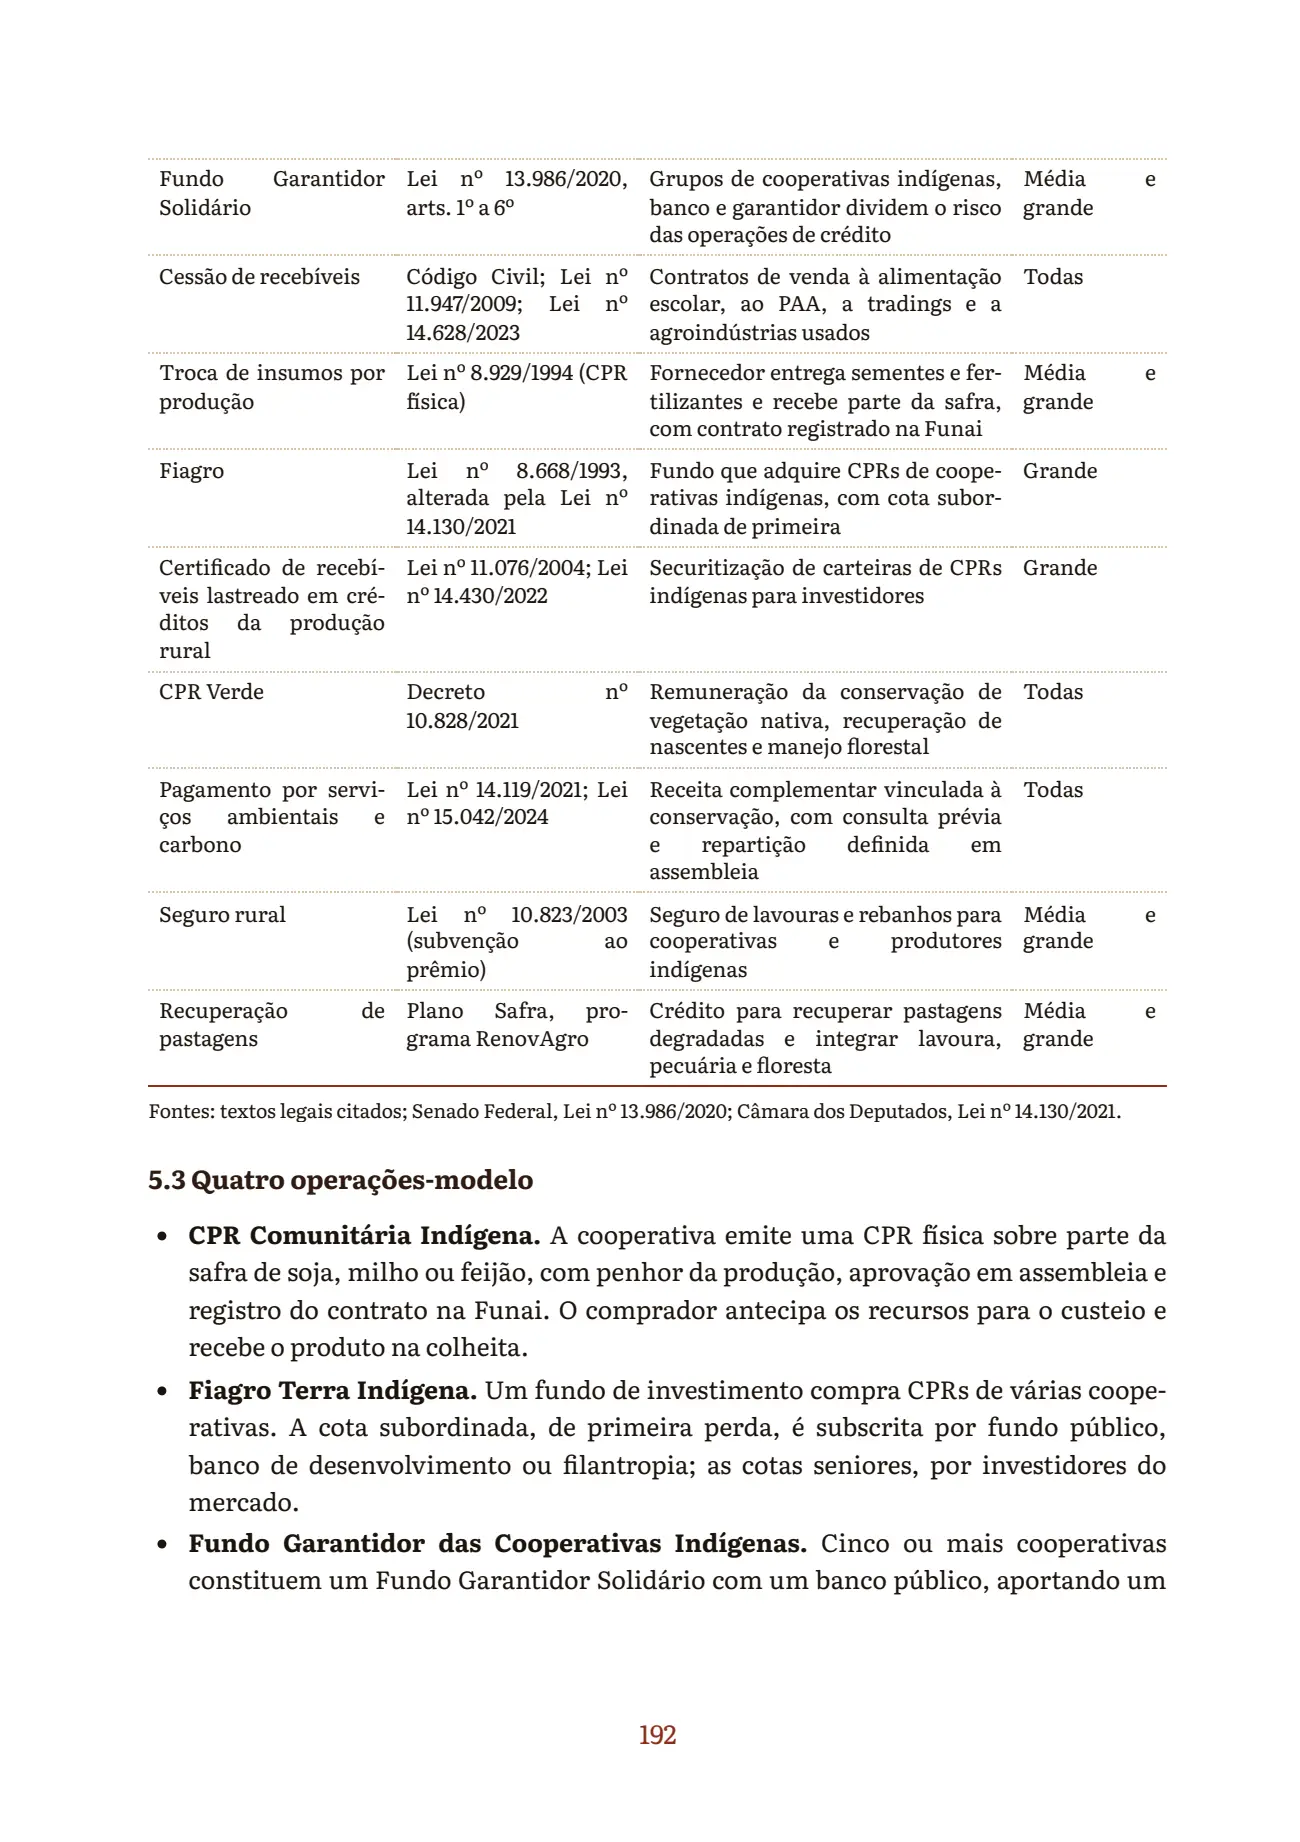 Fundo Garantidor Solidário
Lei nº 13.986/2020, arts. 1º a 6º
Grupos de cooperativas indígenas, banco e garantidor dividem o risco das operações de crédito
Média e grande
Cessão de recebíveis
Código Civil; Lei nº 11.947/2009; Lei nº 14.628/2023
Contratos de venda à alimentação escolar, ao PAA, a tradings e a agroindústrias usados
Todas
Troca de insumos por produção
Lei nº 8.929/1994 (CPR física)
Fornecedor entrega sementes e fer-
tilizantes e recebe parte da safra, com contrato registrado na Funai
Média e grande
Fiagro
Lei nº 8.668/1993, alterada pela Lei nº 14.130/2021
Fundo que adquire CPRs de coope-
rativas indígenas, com cota subor-
dinada de primeira
Grande
Certificado de recebí-
veis lastreado em cré-
ditos da produção rural
Lei nº 11.076/2004; Lei nº 14.430/2022
Securitização de carteiras de CPRs indígenas para investidores
Grande
CPR Verde
Decreto nº 10.828/2021
Remuneração da conservação de vegetação nativa, recuperação de nascentes e manejo florestal
Todas
Pagamento por servi-
ços ambientais e carbono
Lei nº 14.119/2021; Lei nº 15.042/2024
Receita complementar vinculada à conservação, com consulta prévia e repartição definida em assembleia
Todas
Seguro rural
Lei nº 10.823/2003 (subvenção ao prêmio)
Seguro de lavouras e rebanhos para cooperativas e produtores indígenas
Média e grande
Recuperação de pastagens
Plano Safra, pro-
grama RenovAgro
Crédito para recuperar pastagens degradadas e integrar lavoura, pecuária e floresta
Média e grande
Fontes: textos legais citados; Senado Federal, Lei nº 13.986/2020; Câmara dos Deputados, Lei nº 14.130/2021.
5.3 Quatro operações-modelo
• CPR Comunitária Indígena. A cooperativa emite uma CPR física sobre parte da
safra de soja, milho ou feijão, com penhor da produção, aprovação em assembleia e
registro do contrato na Funai. O comprador antecipa os recursos para o custeio e
recebe o produto na colheita.
• Fiagro Terra Indígena. Um fundo de investimento compra CPRs de várias coope-
rativas. A cota subordinada, de primeira perda, é subscrita por fundo público,
banco de desenvolvimento ou filantropia; as cotas seniores, por investidores do
mercado.
• Fundo Garantidor das Cooperativas Indígenas. Cinco ou mais cooperativas
constituem um Fundo Garantidor Solidário com um banco público, aportando um
192